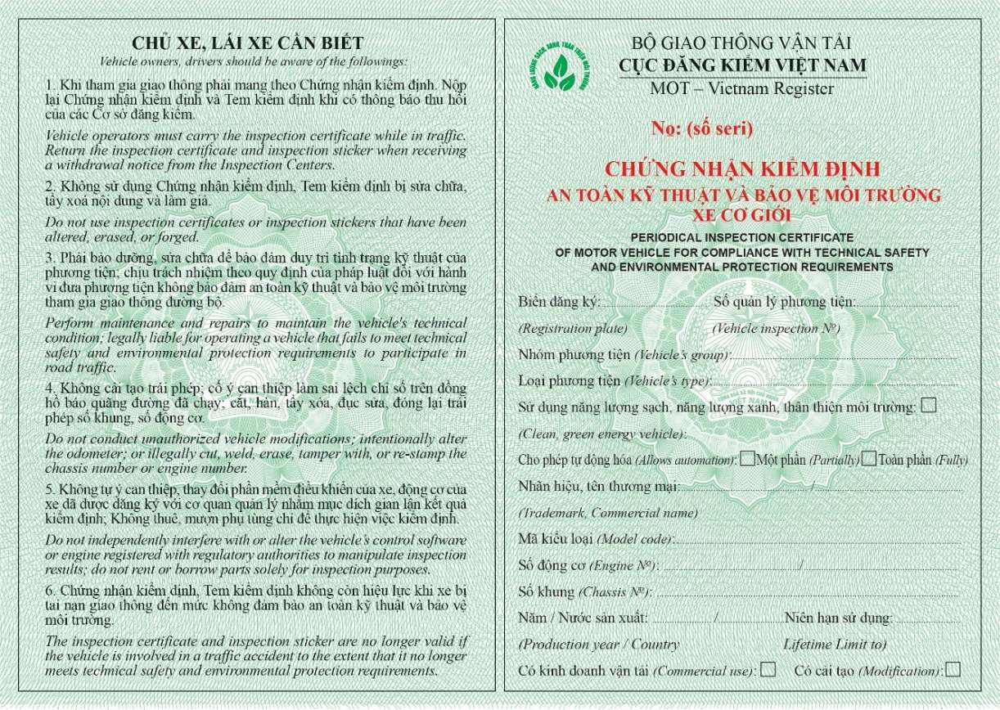 CHỦ XE, LÁI XE CẦN BIẾT
Vehicle owners, drivers should be aware of the followings:
1. Khi tham gia giao thông phải mang theo Chứng nhận kiểm định. Nộp
lại Chứng nhận kiểm định và Tem kiểm định khi có thông báo thu hồi
của các Cơ sở đăng kiểm.
Vehicle operators must carry the inspection certificate while in traffic.
Return the inspection certificate and inspection sticker when receiving
a withdrawal notice from the Inspection Centers.
2. Không sử dụng Chứng nhận kiểm định, Tem kiểm định bị sửa chữa,
tẩy xoá nội dung và làm giả.
Do not use inspection certificates or inspection stickers that have been
altered, erased, or forged.
3. Phải bảo dưỡng, sửa chữa để bảo đảm duy trì tình trạng kỹ thuật của
phương tiện; chịu trách nhiệm theo quy định của pháp luật đối với hành
vi đưa phương tiện không bảo đảm an toàn kỹ thuật và bảo vệ môi trường
tham gia giao thông đường bộ.
Perform maintenance and repairs to maintain the vehicle's technical
condition; legally liable for operating a vehicle that fails to meet technical
safety and environmental protection requirements to participate in
road traffic.
4. Không cải tạo trái phép; cố ý can thiệp làm sai lệch chỉ số trên đồng
hồ báo quãng đường đã chạy; cắt, hàn, tẩy xóa, đục sửa, đóng lại trái
phép số khung, số động cơ.
Do not conduct unauthorized vehicle modifications; intentionally alter
the odometer; or illegally cut, weld, erase, tamper with, or re-stamp the
chassis number or engine number.
5. Không tự ý can thiệp, thay đổi phần mềm điều khiển của xe, động cơ của
xe đã được đăng ký với cơ quan quản lý nhằm mục đích gian lận kết quả
kiểm định; Không thuê, mượn phụ tùng chỉ để thực hiện việc kiểm định.
Do not independently interfere with or alter the vehicle's control software
or engine registered with regulatory authorities to manipulate inspection
results; do not rent or borrow parts solely for inspection purposes.
6. Chứng nhận kiểm định, Tem kiểm định không còn hiệu lực khi xe bị
tai nạn giao thông đến mức không đảm bảo an toàn kỹ thuật và bảo vệ
môi trường.
The inspection certificate and inspection sticker are no longer valid if
the vehicle is involved in a traffic accident to the extent that it no longer
meets technical safety and environmental protection requirements.
NĂNG LƯỢNG SẠCH, XANH, THÂN THIỆN MÔI TRƯỜNG
BỘ GIAO THÔNG VẬN TẢI
CỤC ĐĂNG KIỂM VIỆT NAM
MOT – Vietnam Register
No: (số seri)
CHỨNG NHẬN KIỂM ĐỊNH
AN TOÀN KỸ THUẬT VÀ BẢO VỆ MÔI TRƯỜNG
XE CƠ GIỚI
PERIODICAL INSPECTION CERTIFICATE
OF MOTOR VEHICLE FOR COMPLIANCE WITH TECHNICAL SAFETY
AND ENVIRONMENTAL PROTECTION REQUIREMENTS
Biển đăng ký: Số quản lý phương tiện:
(Registration plate) (Vehicle inspection Nº)
Nhóm phương tiện (Vehicle's group):
Loại phương tiện (Vehicle's type):
Sử dụng năng lượng sạch, năng lượng xanh, thân thiện môi trường: □
(Clean, green energy vehicle):
Cho phép tự động hóa (Allows automation): □ Một phần (Partially) □ Toàn phần (Fully)
Nhãn hiệu, tên thương mại: /
(Trademark, Commercial name)
Mã kiểu loại (Model code):
Số động cơ (Engine Nº): /
Số khung (Chassis Nº):
Năm / Nước sản xuất: / Niên hạn sử dụng:
(Production year / Country Lifetime Limit to)
Có kinh doanh vận tải (Commercial use): □ Có cải tạo (Modification): □